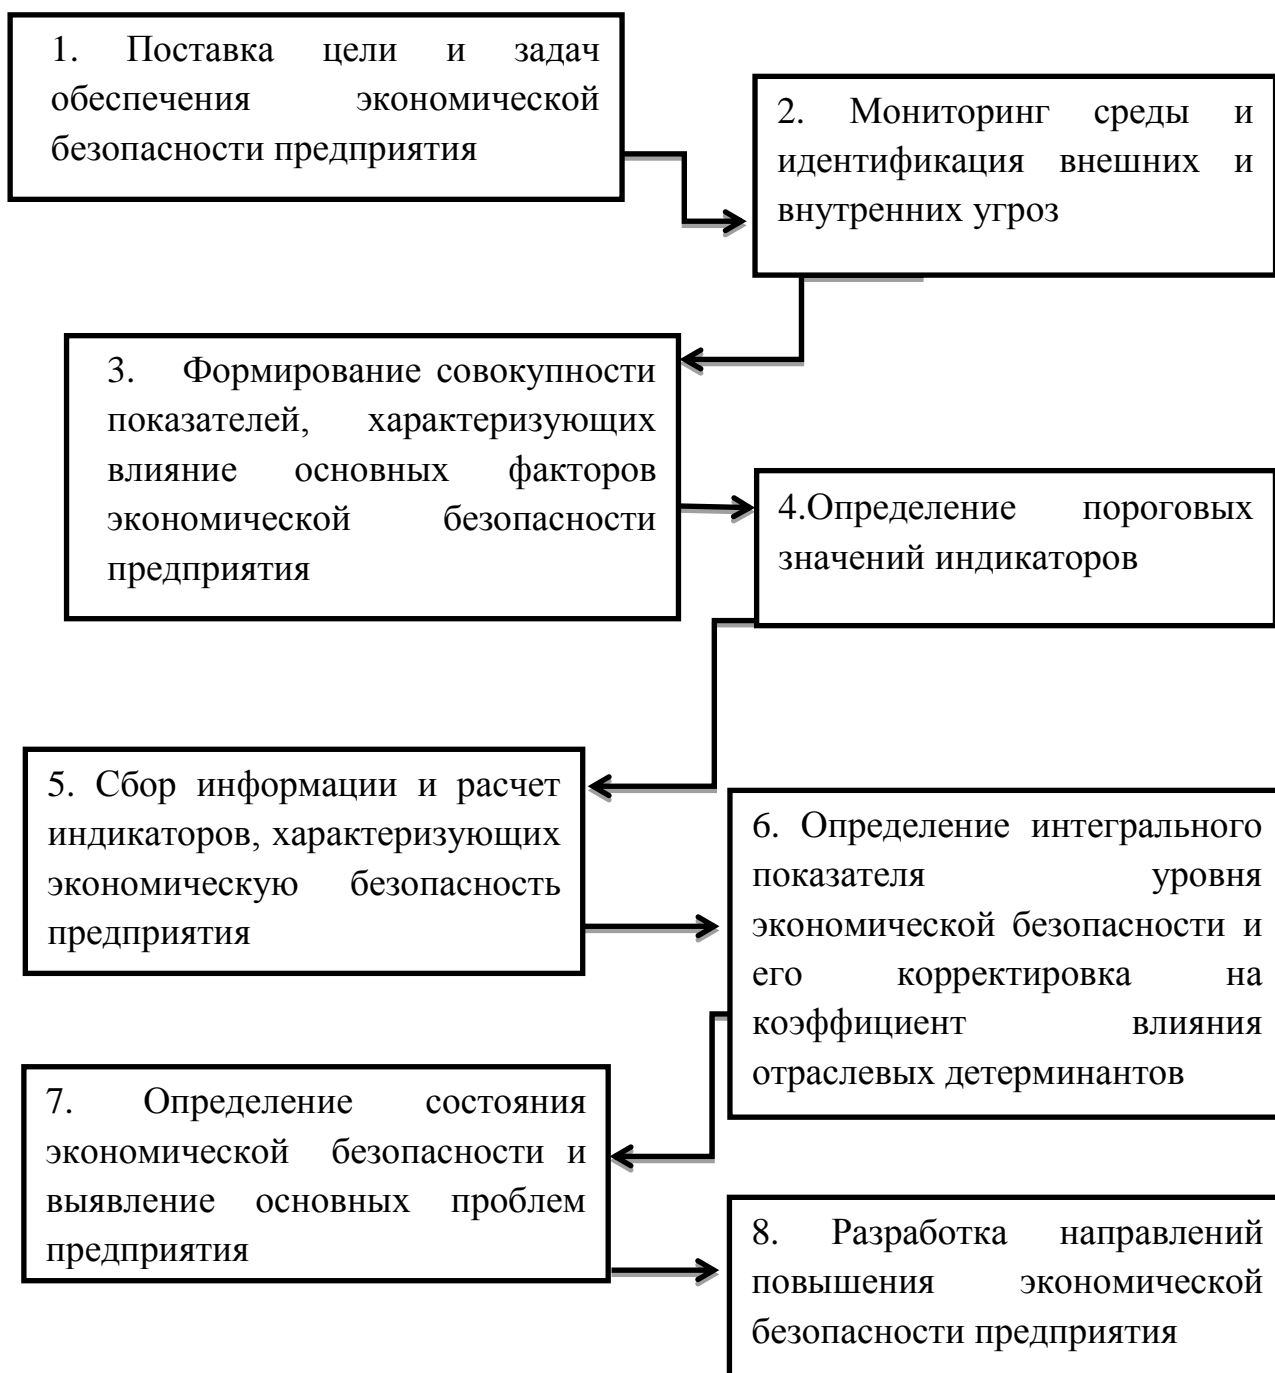 1. Поставка цели и задач
обеспечения экономической
безопасности предприятия
2. Мониторинг среды и
идентификация внешних и
внутренних угроз
3. Формирование совокупности
показателей, характеризующих
влияние основных факторов
экономической безопасности
предприятия
4.Определение пороговых
значений индикаторов
5. Сбор информации и расчет
индикаторов, характеризующих
экономическую безопасность
предприятия
6. Определение интегрального
показателя уровня
экономической безопасности и
его корректировка на
коэффициент влияния
отраслевых детерминантов
7. Определение состояния
экономической безопасности и
выявление основных проблем
предприятия
8. Разработка направлений
повышения экономической
безопасности предприятия